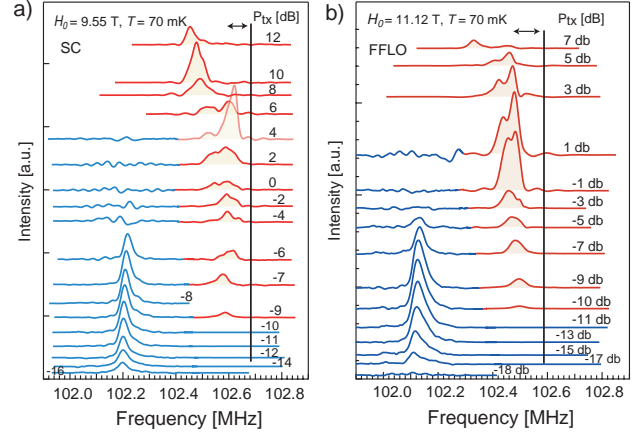 a)
H₀ = 9.55 T, T = 70 mK
Ptx [dB]
SC
12
10
8
6
4
2
0
-2
-4
-6
-7
-8
-9
-10
-11
-12
-14
-16
Intensity [a.u.]
102.0 102.2 102.4 102.6 102.8
Frequency [MHz]
b)
H₀ = 11.12 T, T = 70 mK
Ptx [dB]
FFLO
7 db
5 db
3 db
1 db
-1 db
-3 db
-5 db
-7 db
-9 db
-10 db
-11 db
-13 db
-15 db
-17 db
-18 db
Intensity [a.u.]
102.0 102.2 102.4 102.6 102.8
Frequency [MHz]